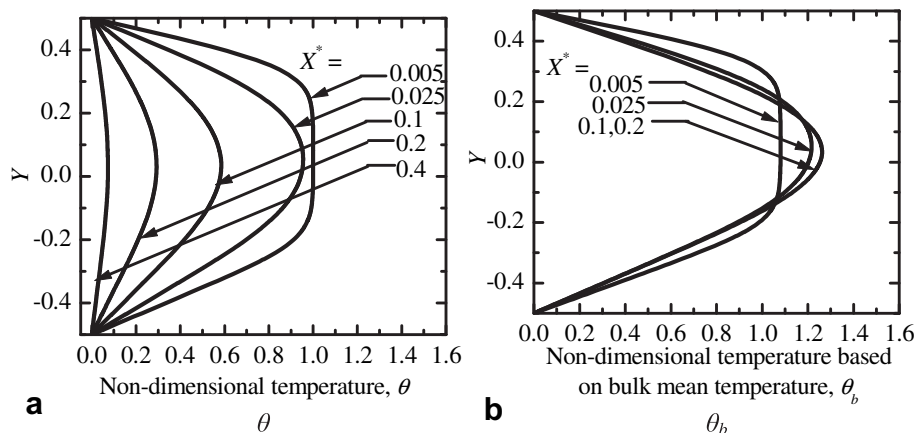 0.4
0.2
0.0
-0.2
-0.4
Y
X* =
0.005
0.025
0.1
0.2
0.4
0.0 0.2 0.4 0.6 0.8 1.0 1.2 1.4 1.6
Non-dimensional temperature, θ
a
θ
0.4
0.2
0.0
-0.2
-0.4
Y
X* =
0.005
0.025
0.1,0.2
0.0 0.2 0.4 0.6 0.8 1.0 1.2 1.4 1.6
Non-dimensional temperature based
on bulk mean temperature, θb
b
θb